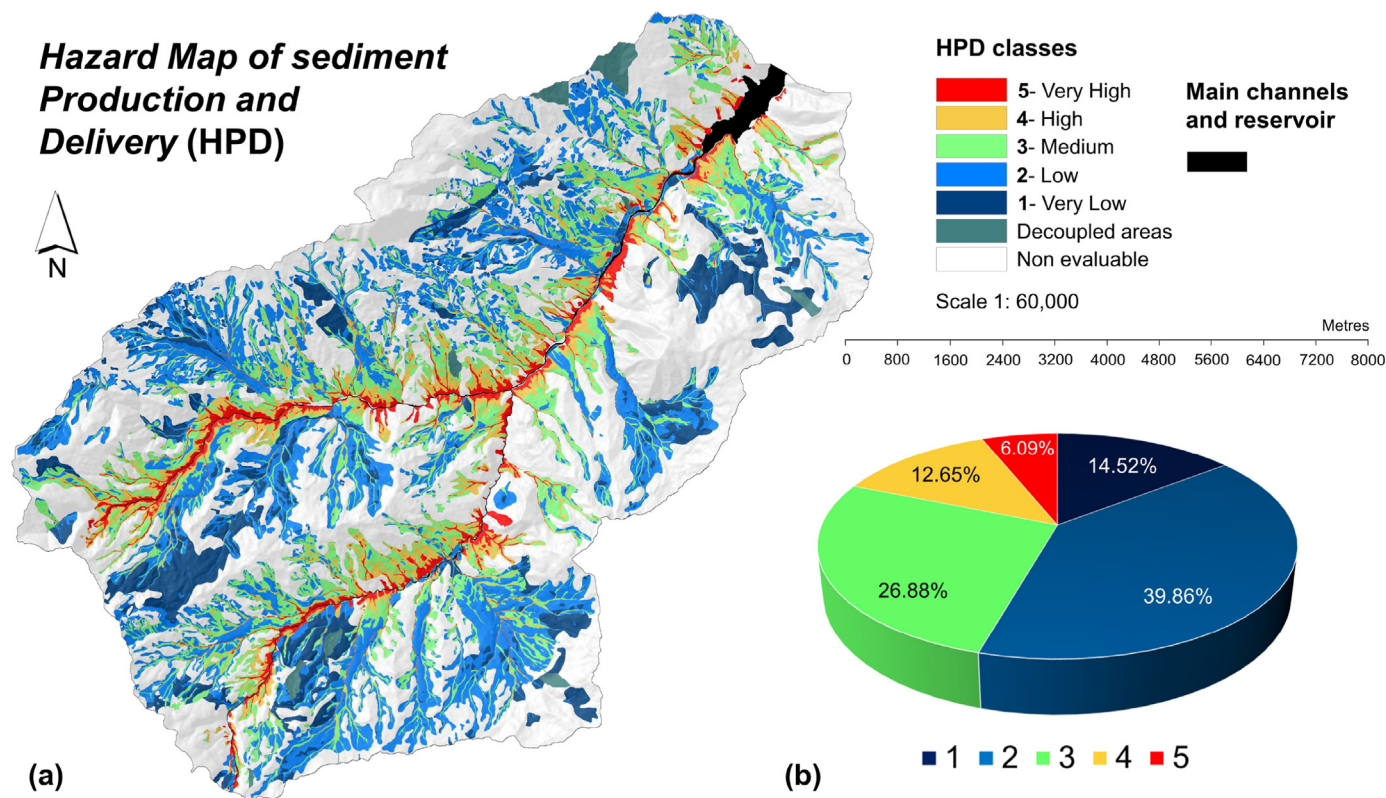 Hazard Map of sediment
Production and
Delivery (HPD)
N
HPD classes
5- Very High
4- High
3- Medium
2- Low
1- Very Low
Decoupled areas
Non evaluable
Main channels
and reservoir
Scale 1: 60,000
Metres
0 800 1600 2400 3200 4000 4800 5600 6400 7200 8000
6.09%
14.52%
12.65%
26.88%
39.86%
1 2 3 4 5
(a)
(b)